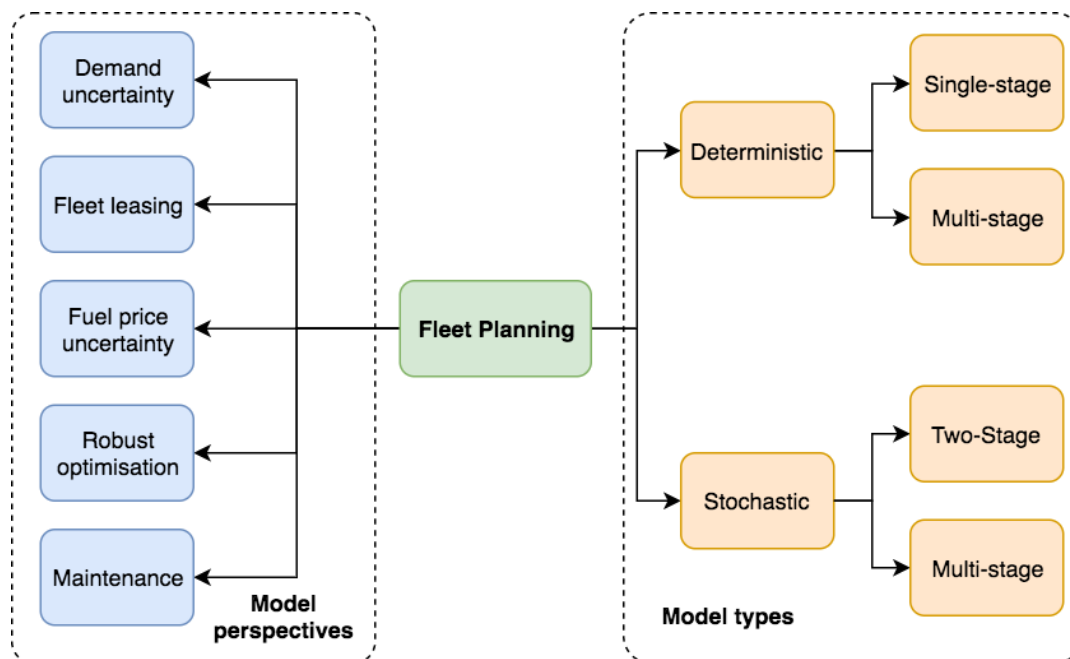 Demand
uncertainty
Fleet leasing
Fuel price
uncertainty
Robust
optimisation
Maintenance
Model
perspectives
Fleet Planning
Deterministic
Single-stage
Multi-stage
Stochastic
Two-Stage
Multi-stage
Model types